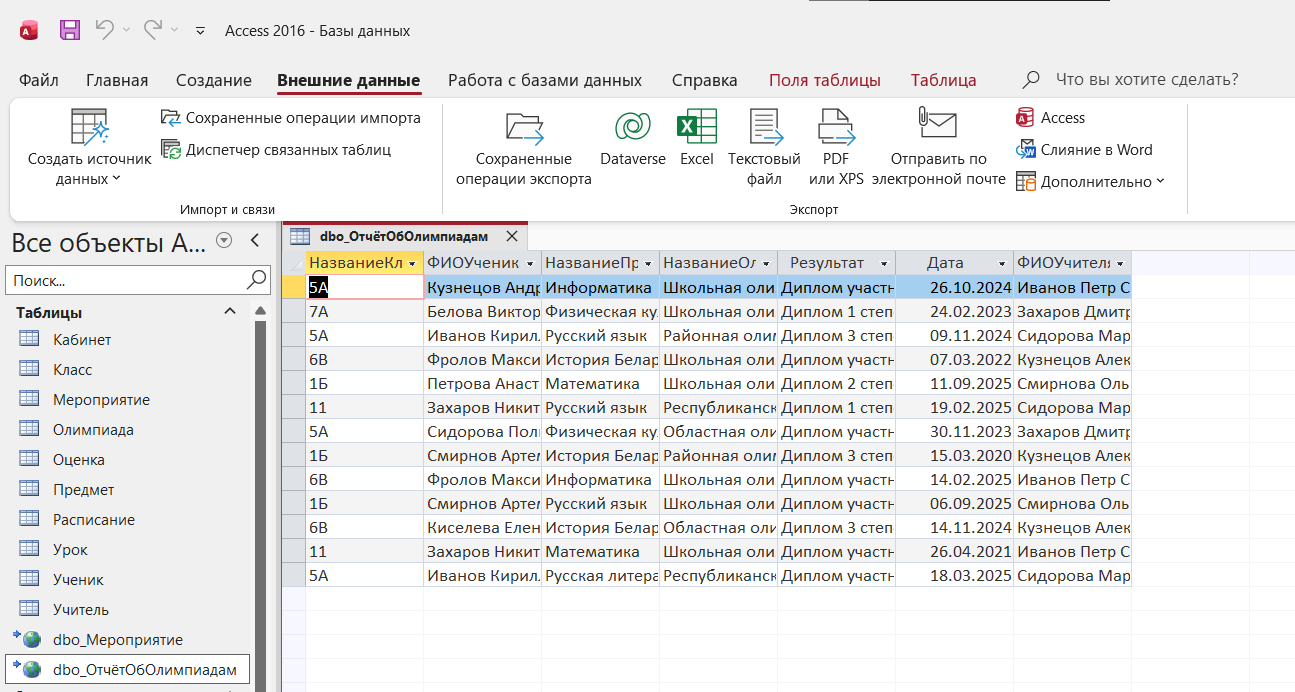 Access 2016 - Базы данных
Файл Главная Создание Внешние данные Работа с базами данных Справка Поля таблицы Таблица Что вы хотите сделать?
Создать источник данных
Сохраненные операции импорта
Диспетчер связанных таблиц
Импорт и связи
Сохраненные операции экспорта
Dataverse
Excel
Текстовый файл
PDF или XPS
Отправить по электронной почте
Access
Слияние в Word
Дополнительно
Экспорт
Все объекты A...
Поиск...
Таблицы
Кабинет
Класс
Мероприятие
Олимпиада
Оценка
Предмет
Расписание
Урок
Ученик
Учитель
dbo_Мероприятие
dbo_ОтчётОбОлимпиадам
dbo_ОтчётОбОлимпиадам
НазваниеКл ФИОУченик НазваниеПр НазваниеОл Результат Дата ФИОУчителя
5А Кузнецов Андр Информатика Школьная оли Диплом участн 26.10.2024 Иванов Петр С
7А Белова Виктор Физическая ку Школьная оли Диплом 1 степ 24.02.2023 Захаров Дмитр
5А Иванов Кирил Русский язык Районная оли Диплом 3 степ 09.11.2024 Сидорова Мар
6В Фролов Макси История Белар Школьная оли Диплом участн 07.03.2022 Кузнецов Алек
1Б Петрова Анаст Математика Школьная оли Диплом 2 степ 11.09.2025 Смирнова Оль
11 Захаров Никит Русский язык Республиканск Диплом 1 степ 19.02.2025 Сидорова Мар
5А Сидорова Пол Физическая ку Областная оли Диплом участн 30.11.2023 Захаров Дмитр
1Б Смирнов Арте История Белар Районная оли Диплом 3 степ 15.03.2020 Кузнецов Алек
6В Фролов Макси Информатика Школьная оли Диплом участн 14.02.2025 Иванов Петр С
1Б Смирнов Арте Русский язык Школьная оли Диплом участн 06.09.2025 Смирнова Оль
6В Киселева Елен История Белар Областная оли Диплом 3 степ 14.11.2024 Кузнецов Алек
11 Захаров Никит Математика Школьная оли Диплом участн 26.04.2021 Иванов Петр С
5А Иванов Кирил Русская литера Республиканск Диплом участн 18.03.2025 Сидорова Мар